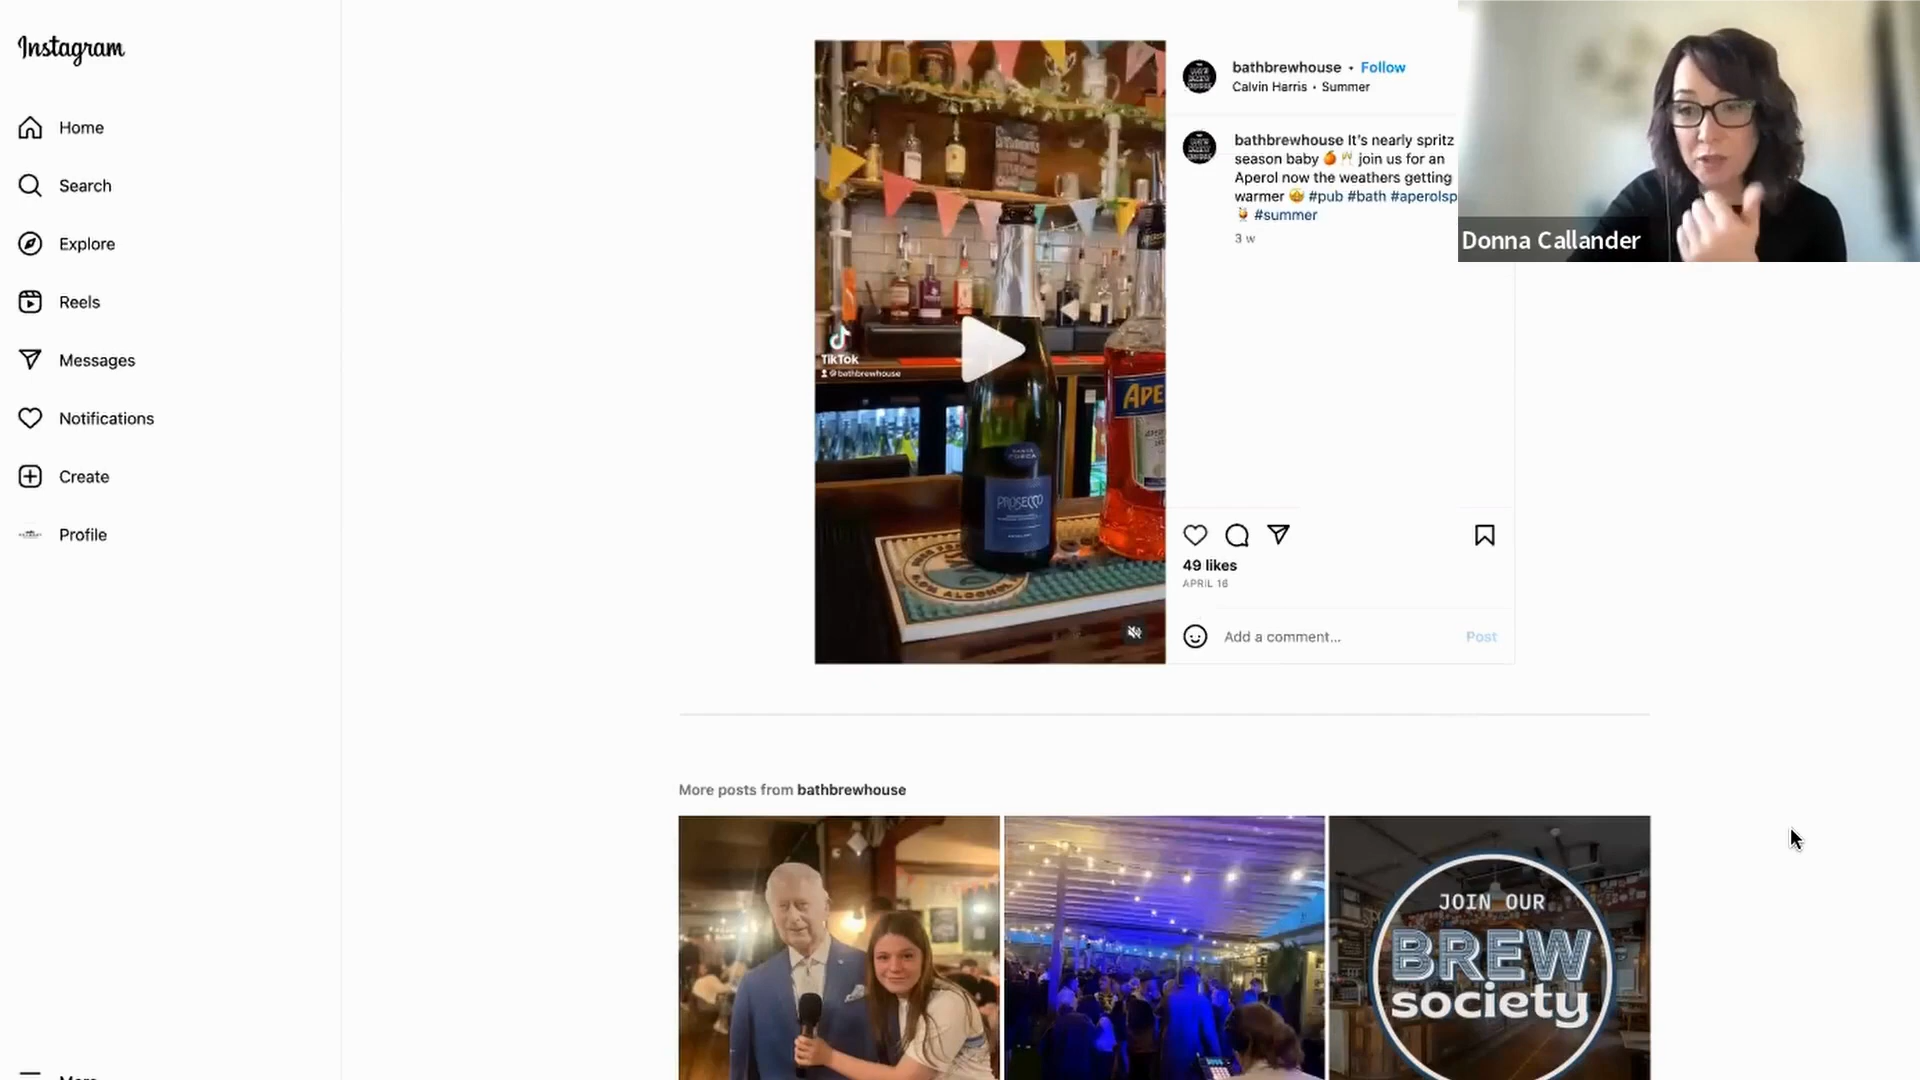 Instagram
Home
Search
Explore
Reels
Messages
Notifications
Create
Profile
TikTok
@bathbrewhouse
APE
PROSECCO
bathbrewhouse • Follow
Calvin Harris • Summer
bathbrewhouse It's nearly spritz
season baby 🍊 🥂 join us for an
Aperol now the weathers getting
warmer 🤩 #pub #bath #aperolsp
🍹 #summer
3 w
49 likes
APRIL 16
Add a comment...
Post
Donna Callander
More posts from bathbrewhouse
JOIN OUR
BREW
society